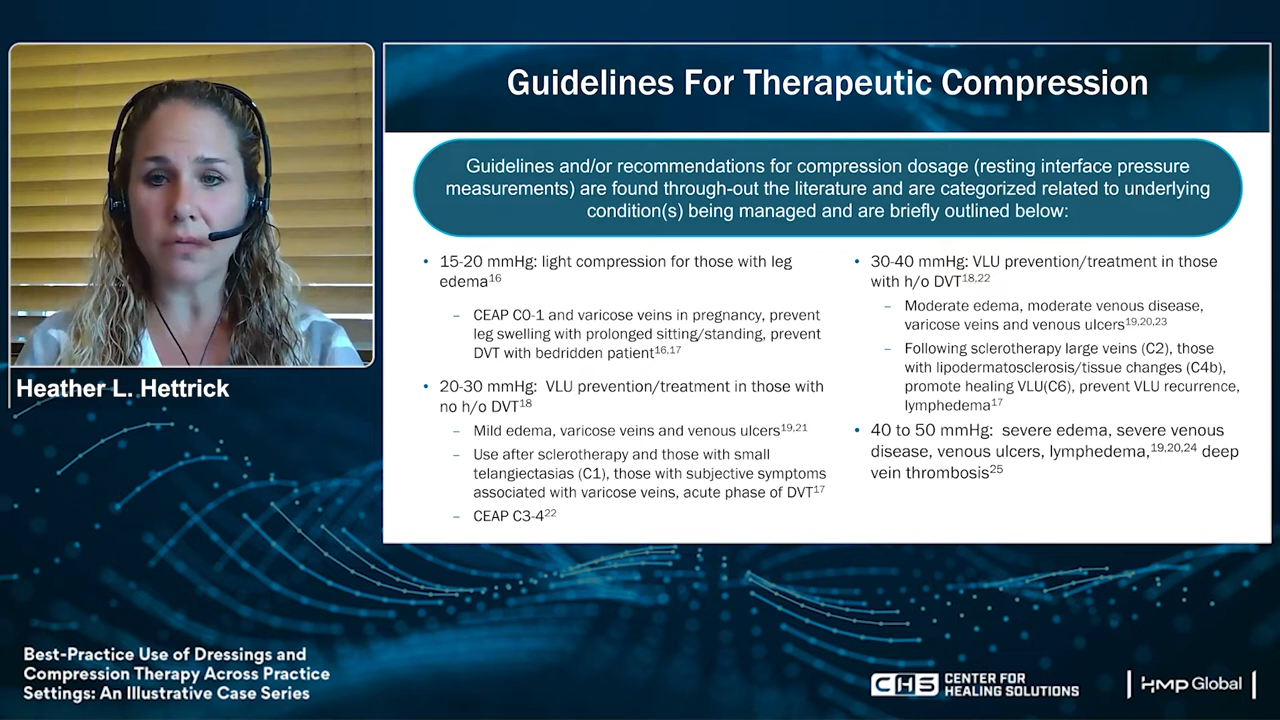 Guidelines For Therapeutic Compression
Guidelines and/or recommendations for compression dosage (resting interface pressure
measurements) are found through-out the literature and are categorized related to underlying
condition(s) being managed and are briefly outlined below:
• 15-20 mmHg: light compression for those with leg
edema16
– CEAP C0-1 and varicose veins in pregnancy, prevent
leg swelling with prolonged sitting/standing, prevent
DVT with bedridden patient16,17
• 20-30 mmHg: VLU prevention/treatment in those with
no h/o DVT18
– Mild edema, varicose veins and venous ulcers19,21
– Use after sclerotherapy and those with small
telangiectasias (C1), those with subjective symptoms
associated with varicose veins, acute phase of DVT17
– CEAP C3-422
• 30-40 mmHg: VLU prevention/treatment in those
with h/o DVT18,22
– Moderate edema, moderate venous disease,
varicose veins and venous ulcers19,20,23
– Following sclerotherapy large veins (C2), those
with lipodermatosclerosis/tissue changes (C4b),
promote healing VLU(C6), prevent VLU recurrence,
lymphedema17
• 40 to 50 mmHg: severe edema, severe venous
disease, venous ulcers, lymphedema,19,20,24 deep
vein thrombosis25
Heather L. Hettrick
Best-Practice Use of Dressings and
Compression Therapy Across Practice
Settings: An Illustrative Case Series
CHS CENTER FOR
HEALING SOLUTIONS
HMP Global